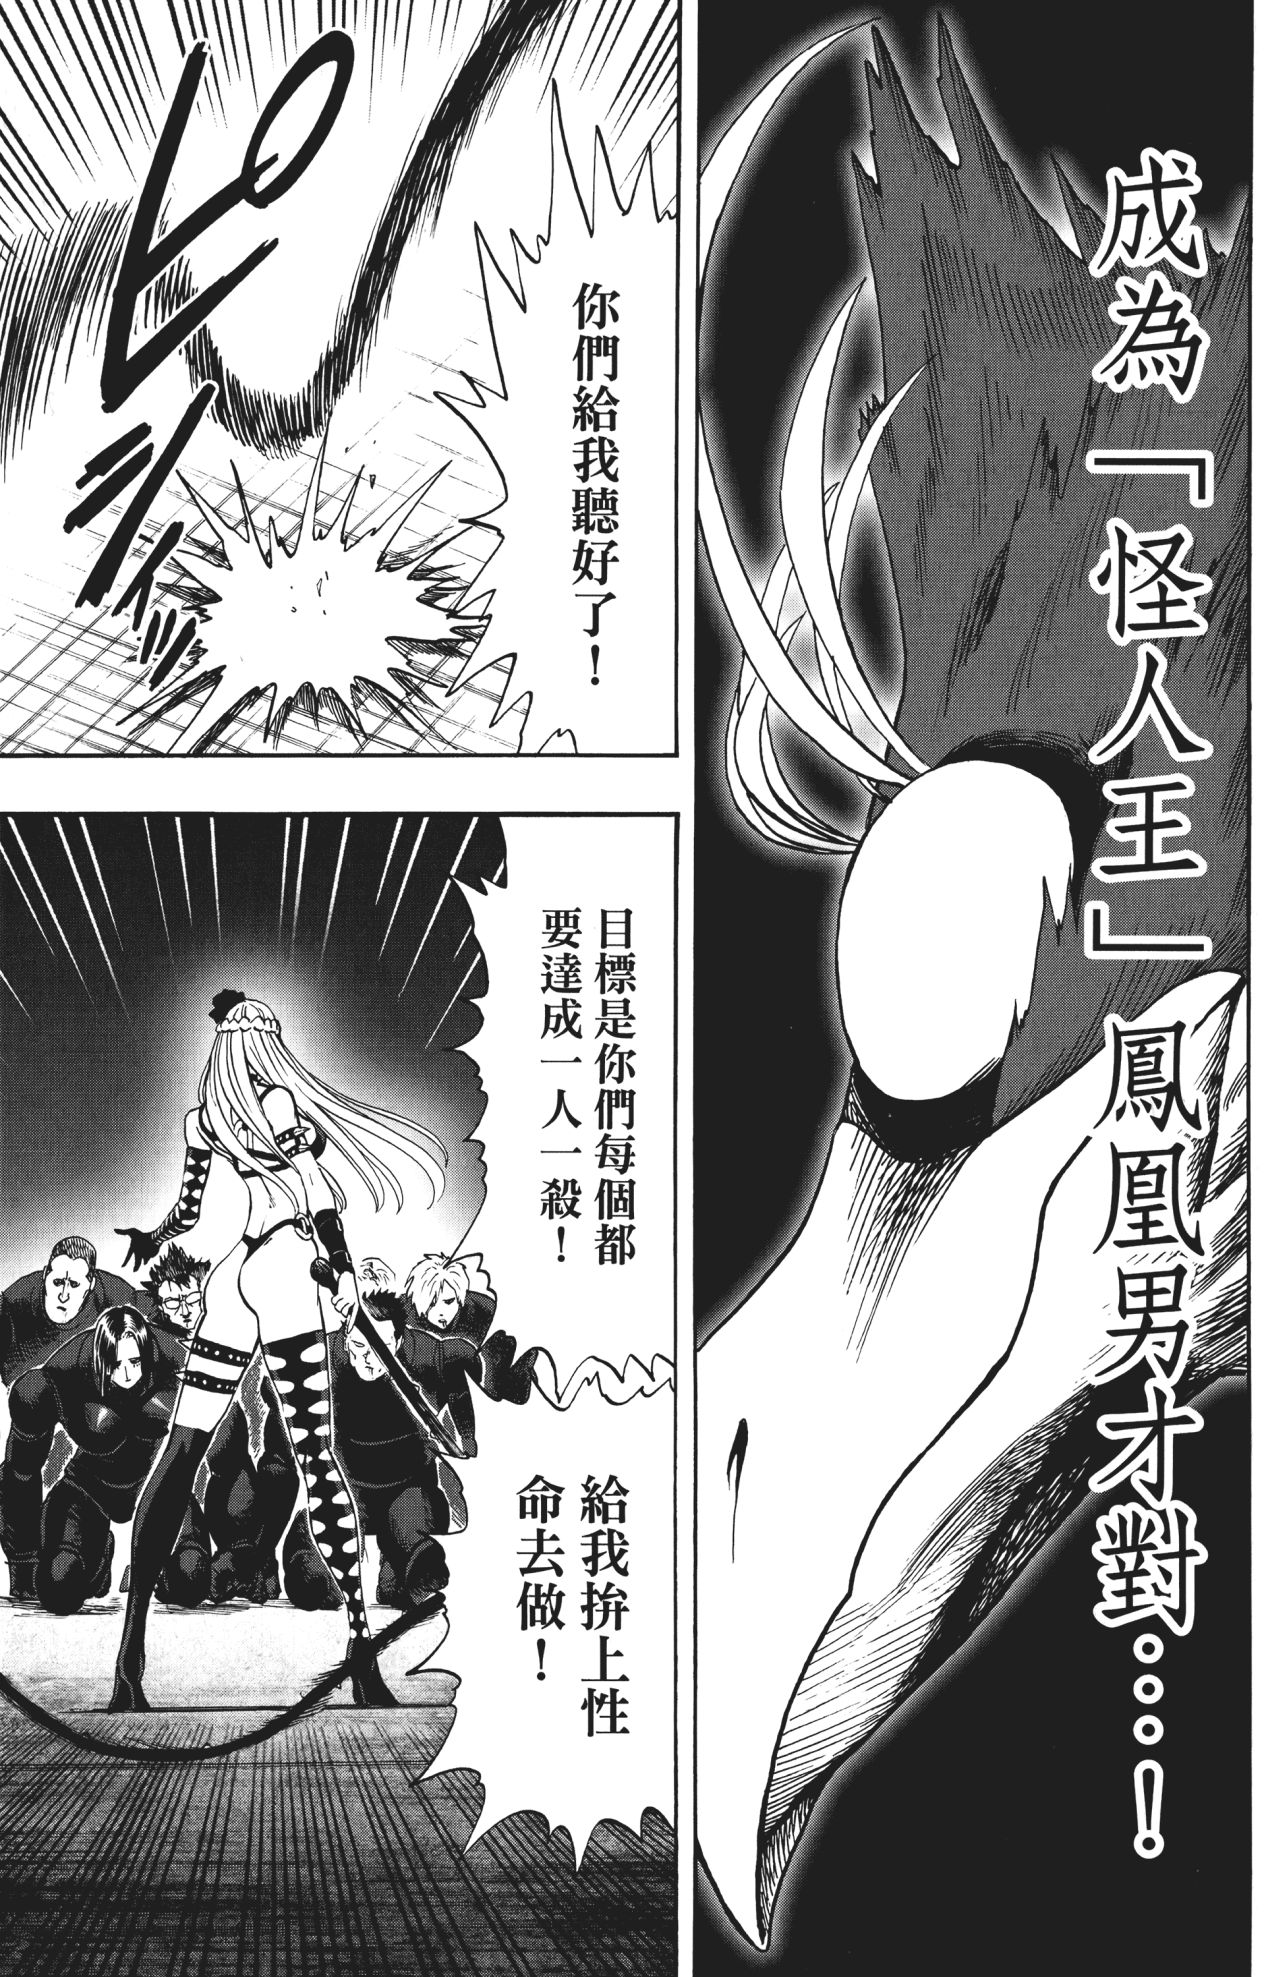 成為『怪人王』鳳凰男才對……！
你們給我聽好了！
ピシィ
目標是你們每個都
要達成一人一殺！
給我拚上性
命去做！